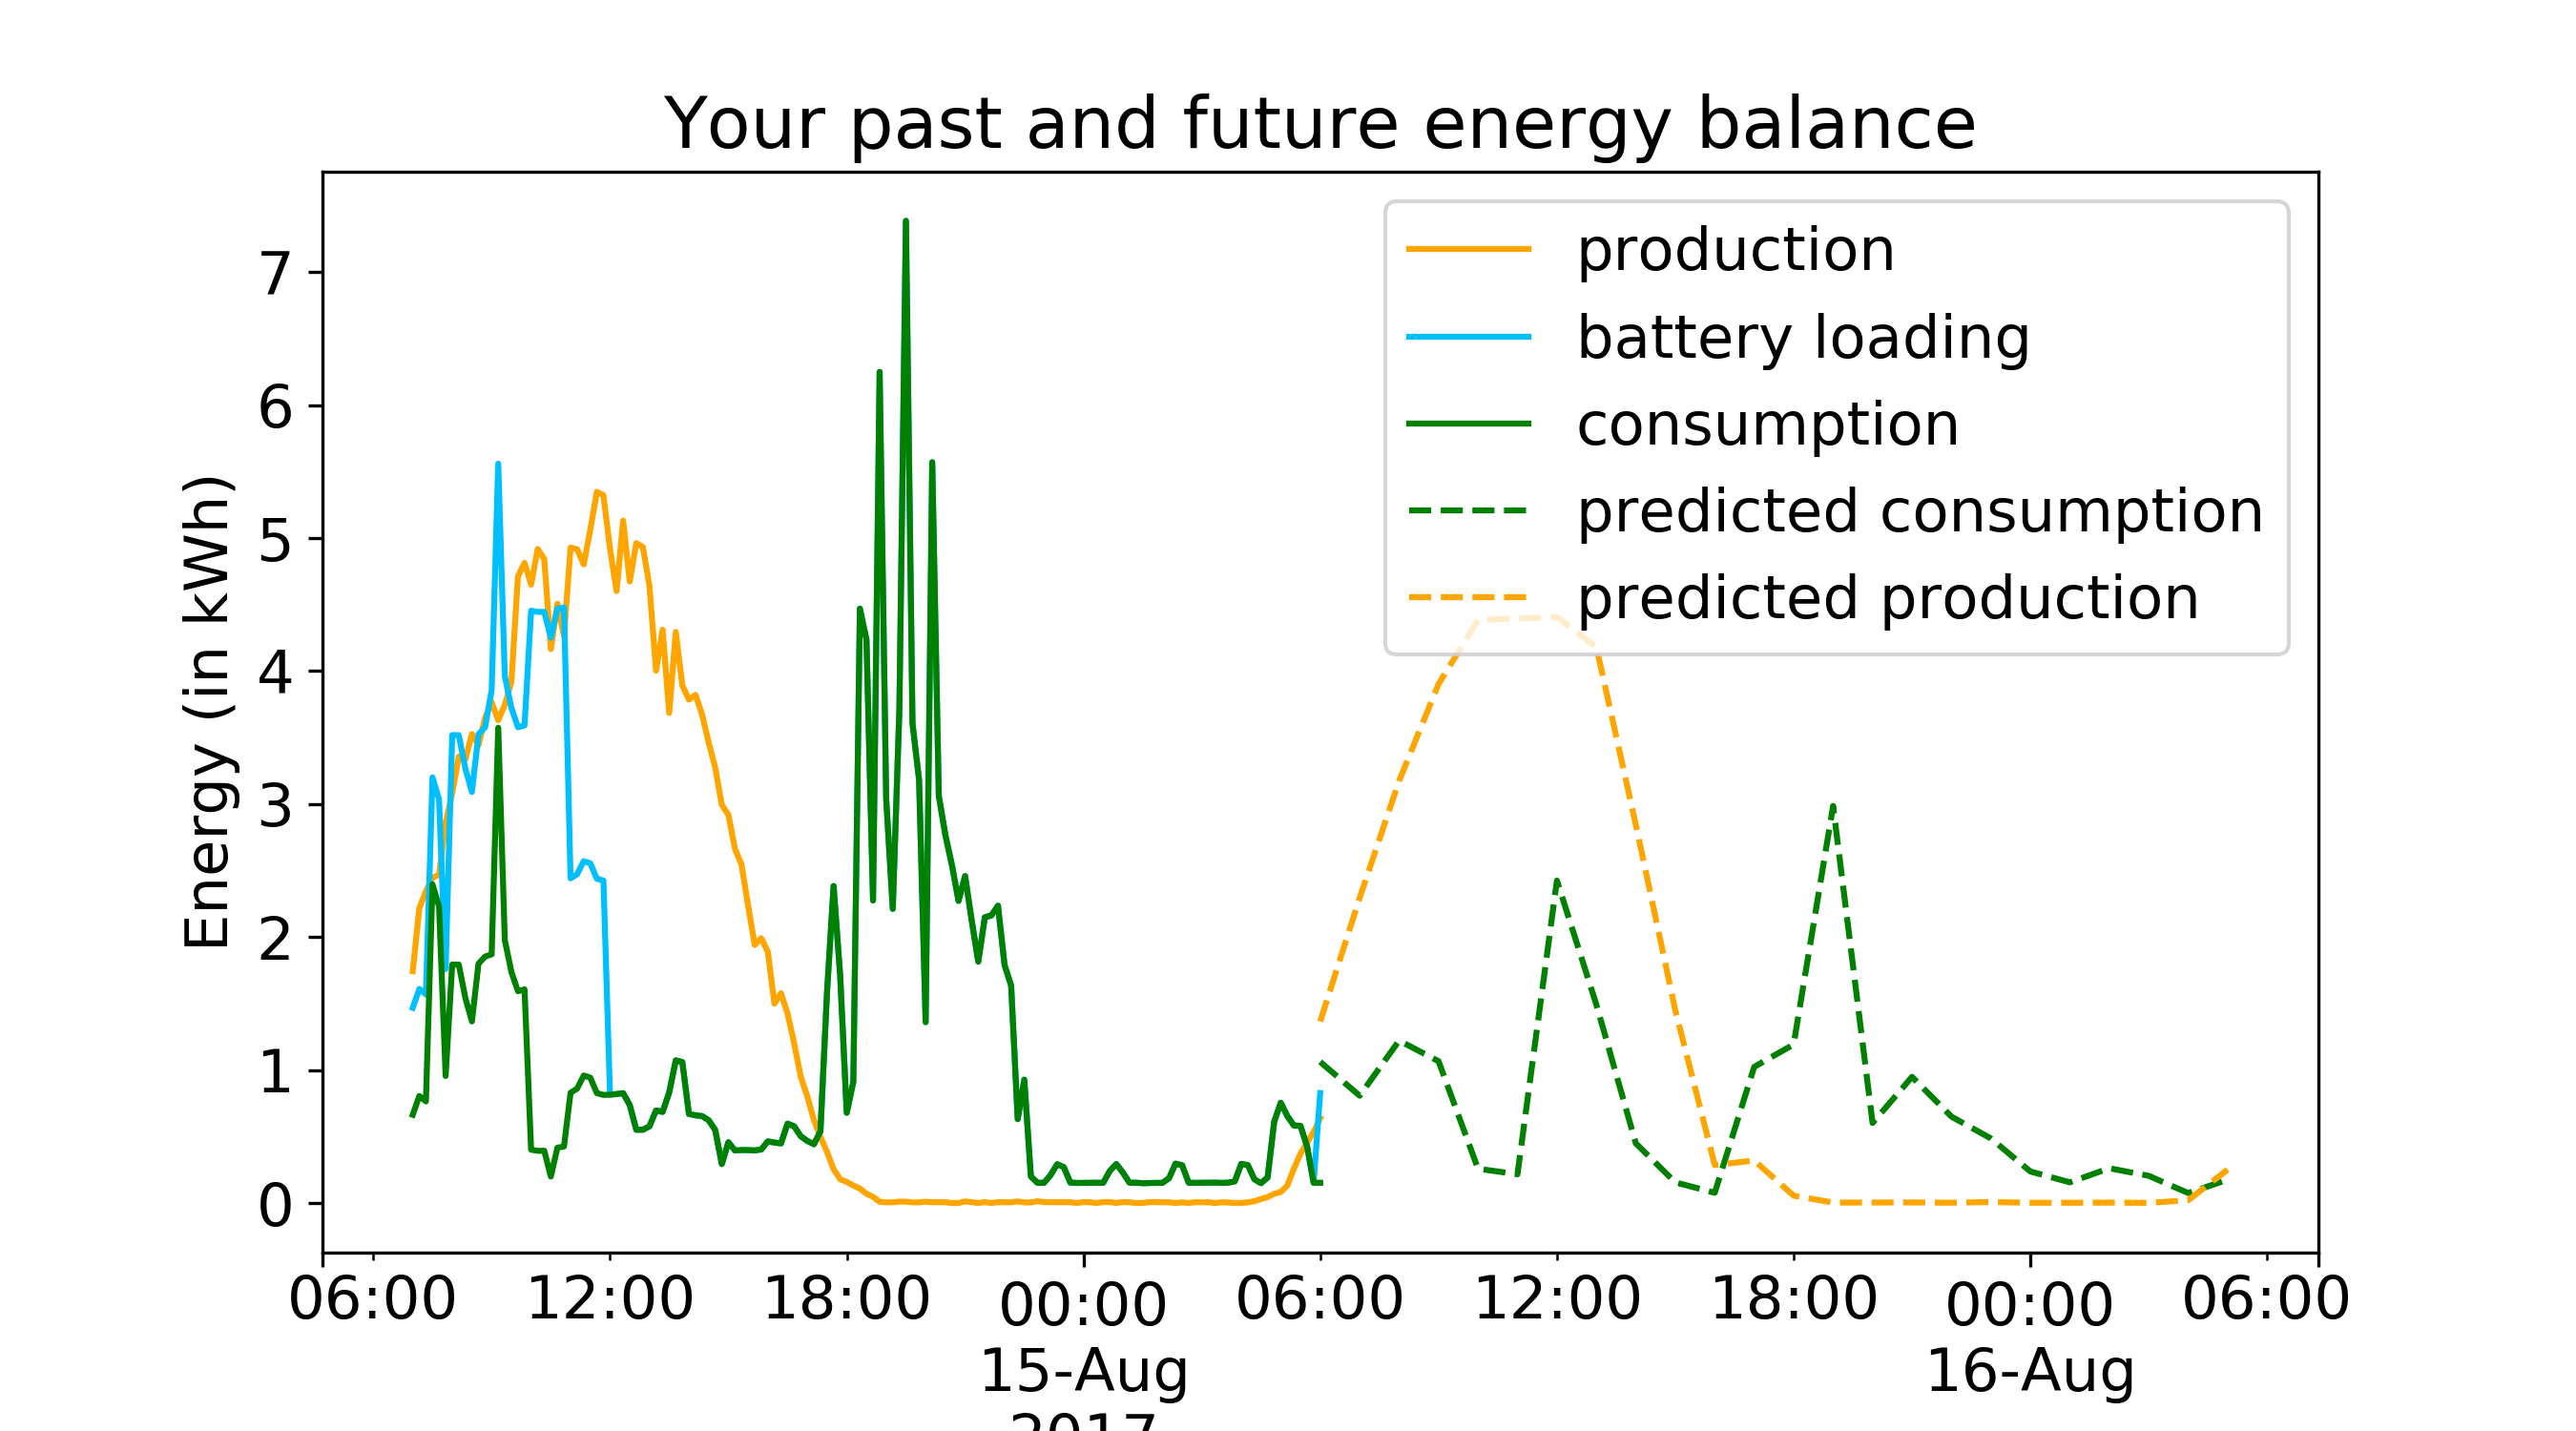 Your past and future energy balance
production
battery loading
consumption
predicted consumption
predicted production
Energy (in kWh)
7
6
5
4
3
2
1
0
06:00 12:00 18:00 00:00 06:00 12:00 18:00 00:00 06:00
15-Aug 16-Aug
2017